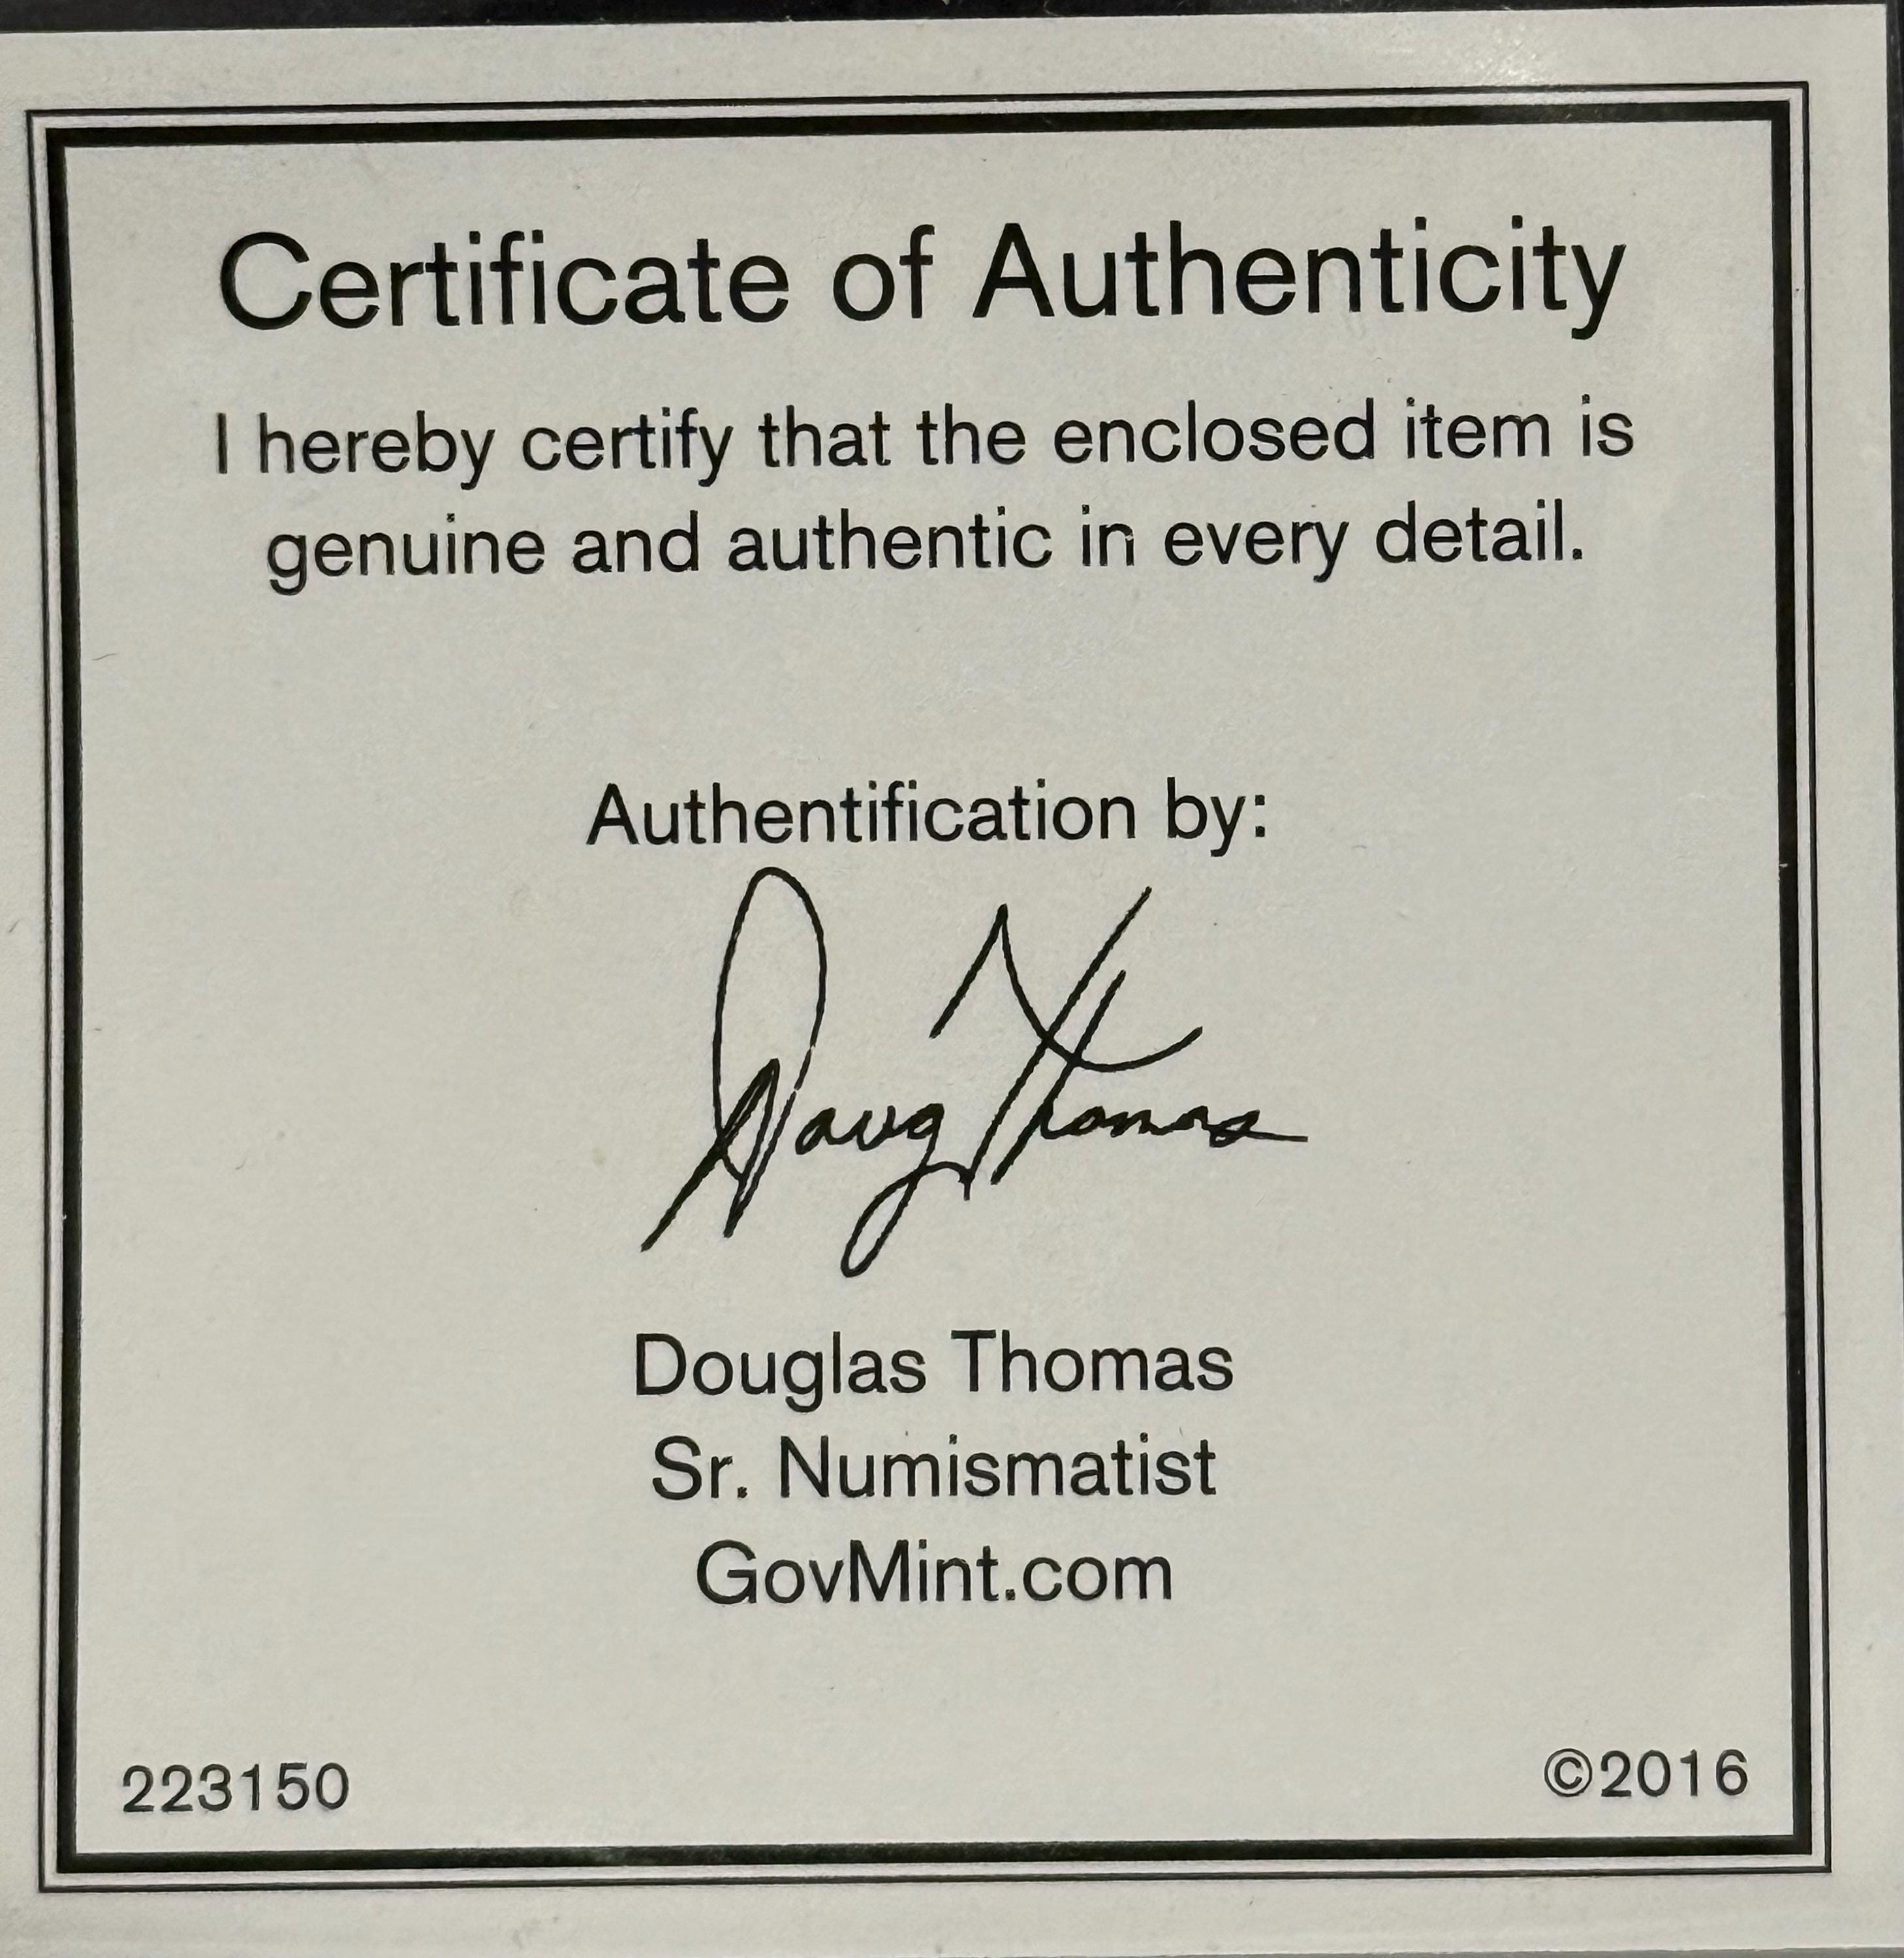 Certificate of Authenticity
I hereby certify that the enclosed item is
genuine and authentic in every detail.
Authentification by:
Doug Thomas
Douglas Thomas
Sr. Numismatist
GovMint.com
223150
©2016